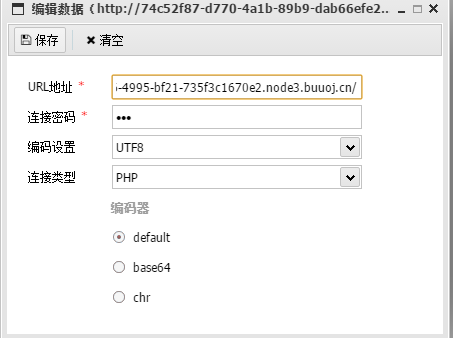 编辑数据 (http://74c52f87-d770-4a1b-89b9-dab66efe2...
保存 清空
URL地址 * -4995-bf21-735f3c1670e2.node3.buuoj.cn/
连接密码 * •••
编码设置 UTF8
连接类型 PHP
编码器
default
base64
chr